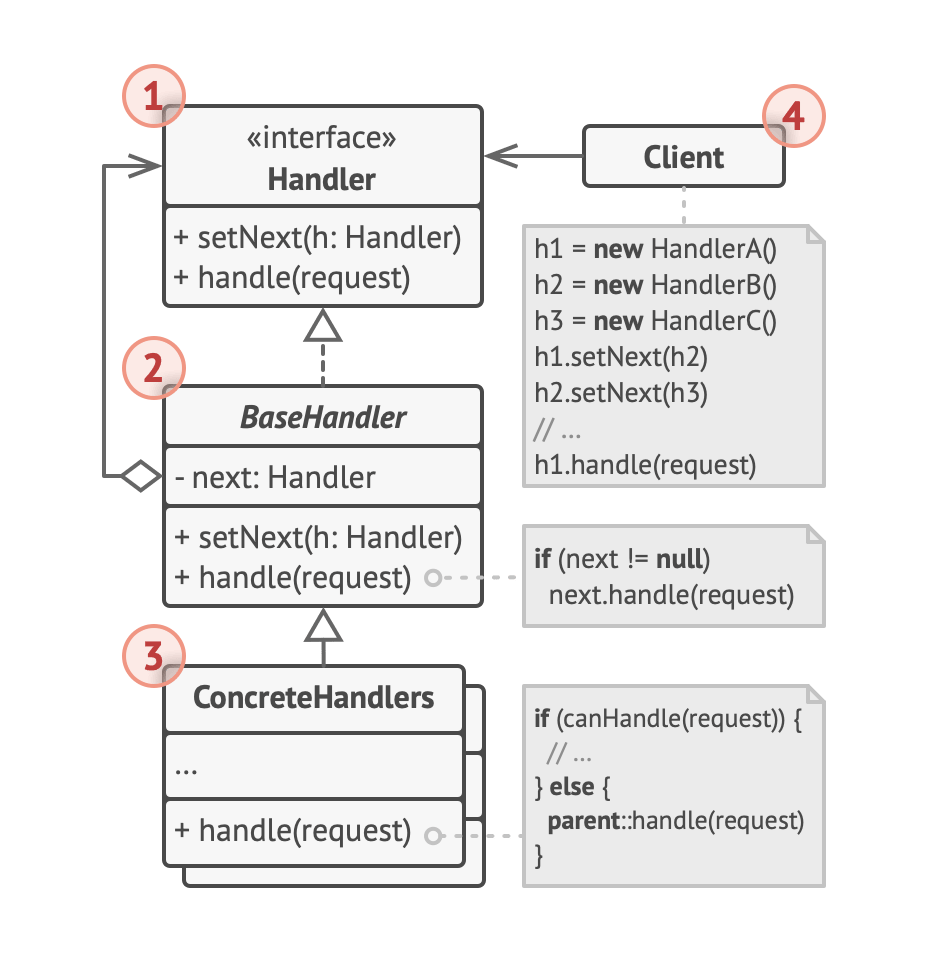 1
«interface»
Handler
+ setNext(h: Handler)
+ handle(request)
2
BaseHandler
- next: Handler
+ setNext(h: Handler)
+ handle(request)
3
ConcreteHandlers
...
+ handle(request)
4
Client
h1 = new HandlerA()
h2 = new HandlerB()
h3 = new HandlerC()
h1.setNext(h2)
h2.setNext(h3)
// ...
h1.handle(request)
if (next != null)
next.handle(request)
if (canHandle(request)) {
// ...
} else {
parent::handle(request)
}